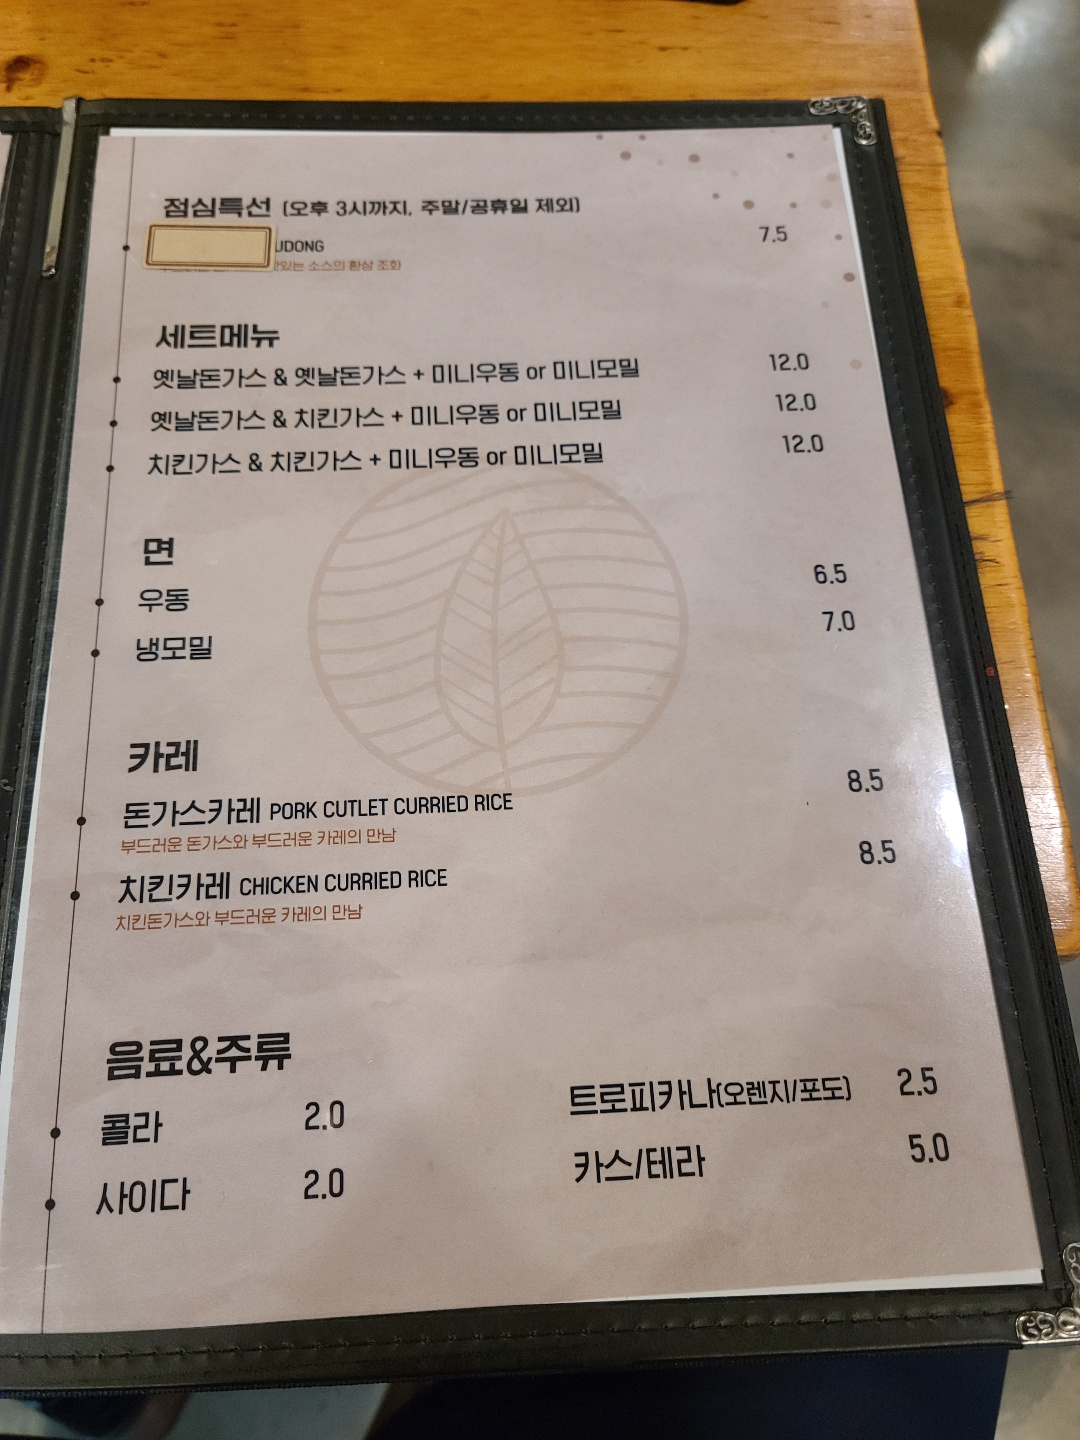 점심특선 (오후 3시까지, 주말/공휴일 제외)
UDONG 7.5
소스의 환상 조화
세트메뉴
옛날돈가스 & 옛날돈가스 + 미니우동 or 미니모밀 12.0
옛날돈가스 & 치킨가스 + 미니우동 or 미니모밀 12.0
치킨가스 & 치킨가스 + 미니우동 or 미니모밀 12.0
면
우동 6.5
냉모밀 7.0
카레
돈가스카레 PORK CUTLET CURRIED RICE 8.5
부드러운 돈가스와 부드러운 카레의 만남
치킨카레 CHICKEN CURRIED RICE 8.5
치킨돈가스와 부드러운 카레의 만남
음료&주류
콜라 2.0 트로피카나(오렌지/포도) 2.5
사이다 2.0 카스/테라 5.0